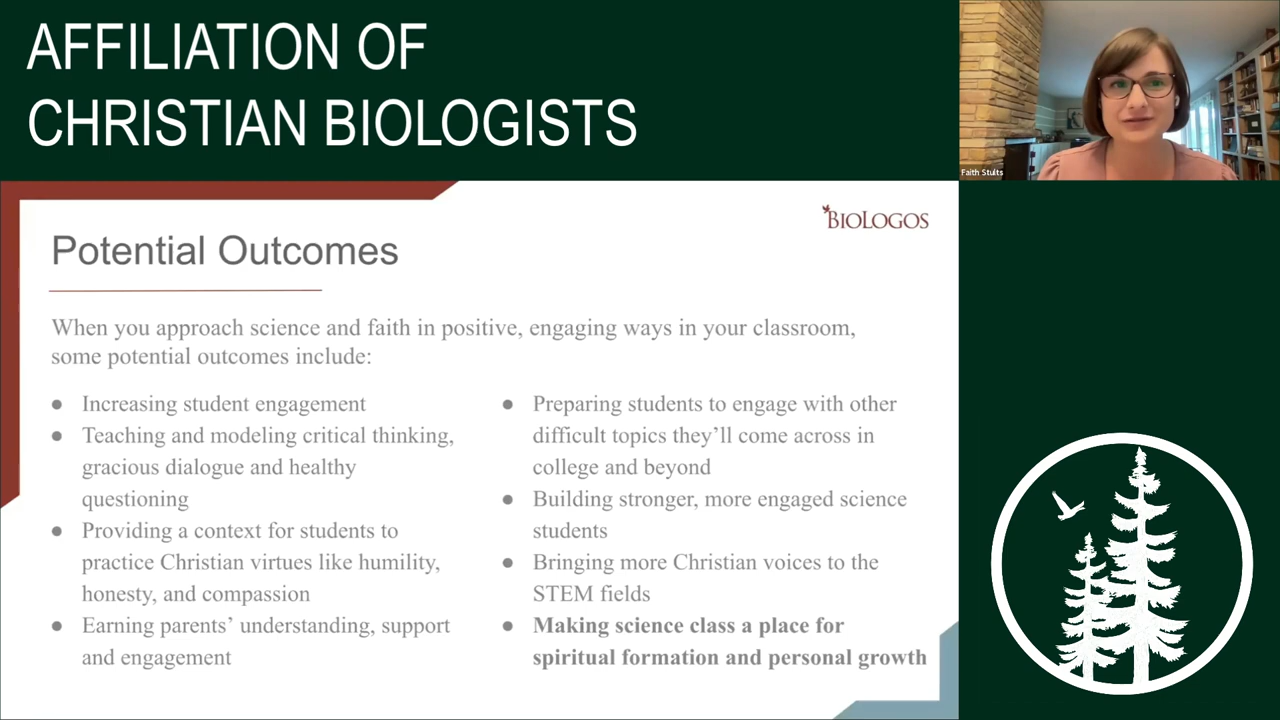 AFFILIATION OF
CHRISTIAN BIOLOGISTS
Faith Stults
BIOLOGOS
Potential Outcomes
When you approach science and faith in positive, engaging ways in your classroom,
some potential outcomes include:
● Increasing student engagement
● Teaching and modeling critical thinking,
gracious dialogue and healthy
questioning
● Providing a context for students to
practice Christian virtues like humility,
honesty, and compassion
● Earning parents’ understanding, support
and engagement
● Preparing students to engage with other
difficult topics they’ll come across in
college and beyond
● Building stronger, more engaged science
students
● Bringing more Christian voices to the
STEM fields
● Making science class a place for
spiritual formation and personal growth